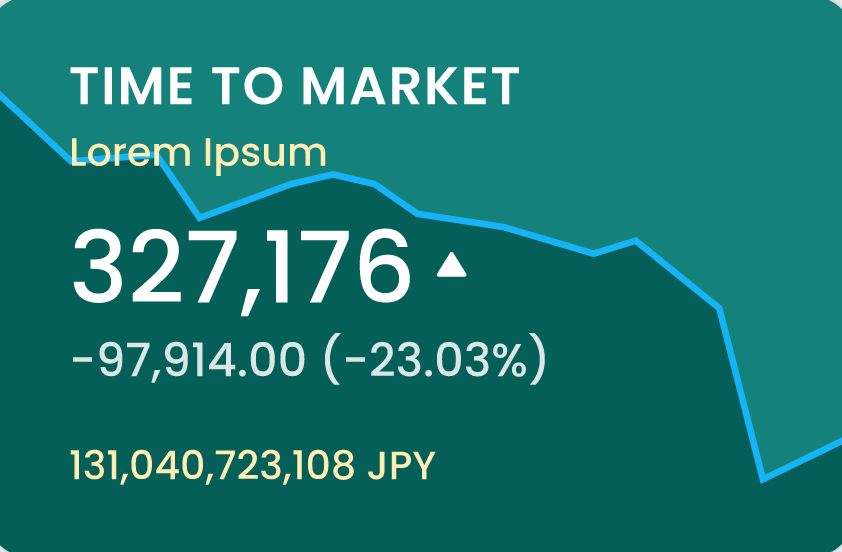 TIME TO MARKET
Lorem Ipsum
327,176
-97,914.00 (-23.03%)
131,040,723,108 JPY